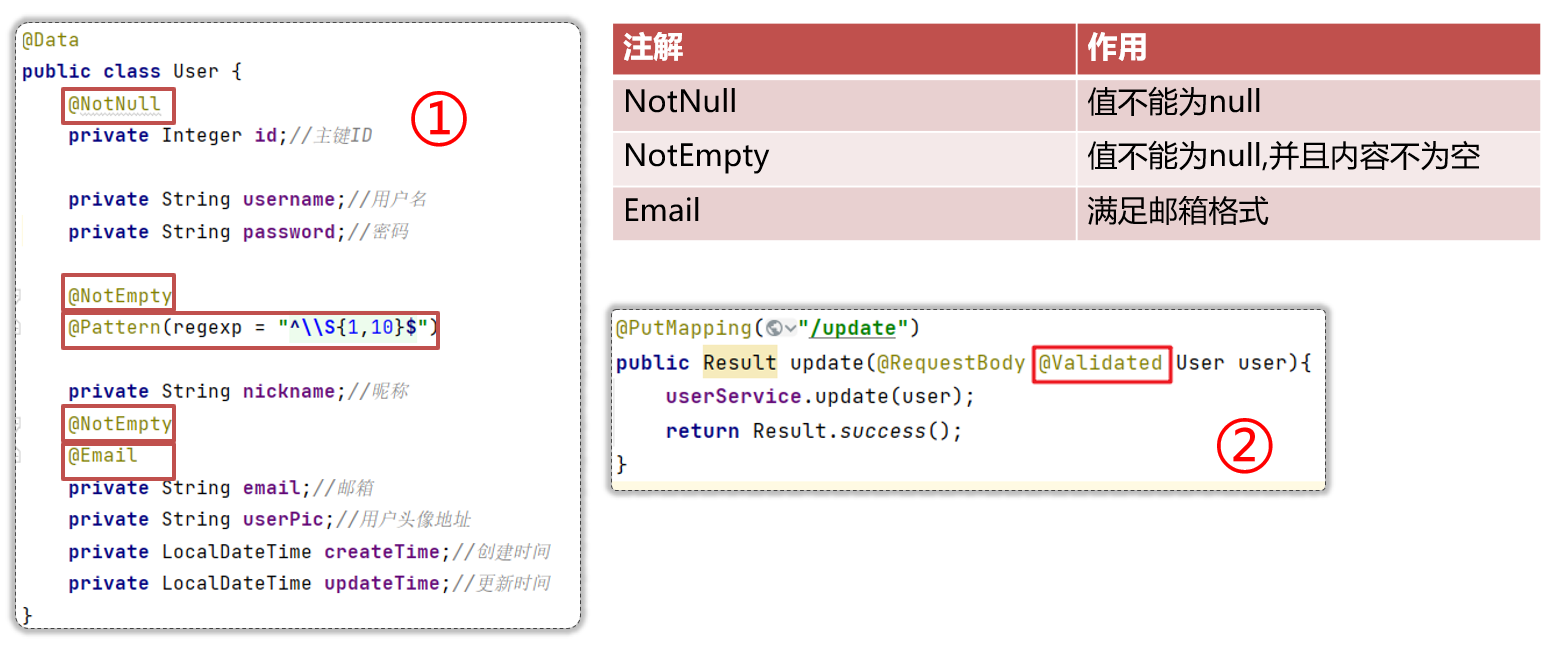 @Data
public class User {
@NotNull
private Integer id;//主键ID
①
private String username;//用户名
private String password;//密码
@NotEmpty
@Pattern(regexp = "^\\S{1,10}$")
private String nickname;//昵称
@NotEmpty
@Email
private String email;//邮箱
private String userPic;//用户头像地址
private LocalDateTime createTime;//创建时间
private LocalDateTime updateTime;//更新时间
}
注解 作用
NotNull 值不能为null
NotEmpty 值不能为null,并且内容不为空
Email 满足邮箱格式
@PutMapping("/update")
public Result update(@RequestBody @Validated User user){
userService.update(user);
return Result.success();
}
②